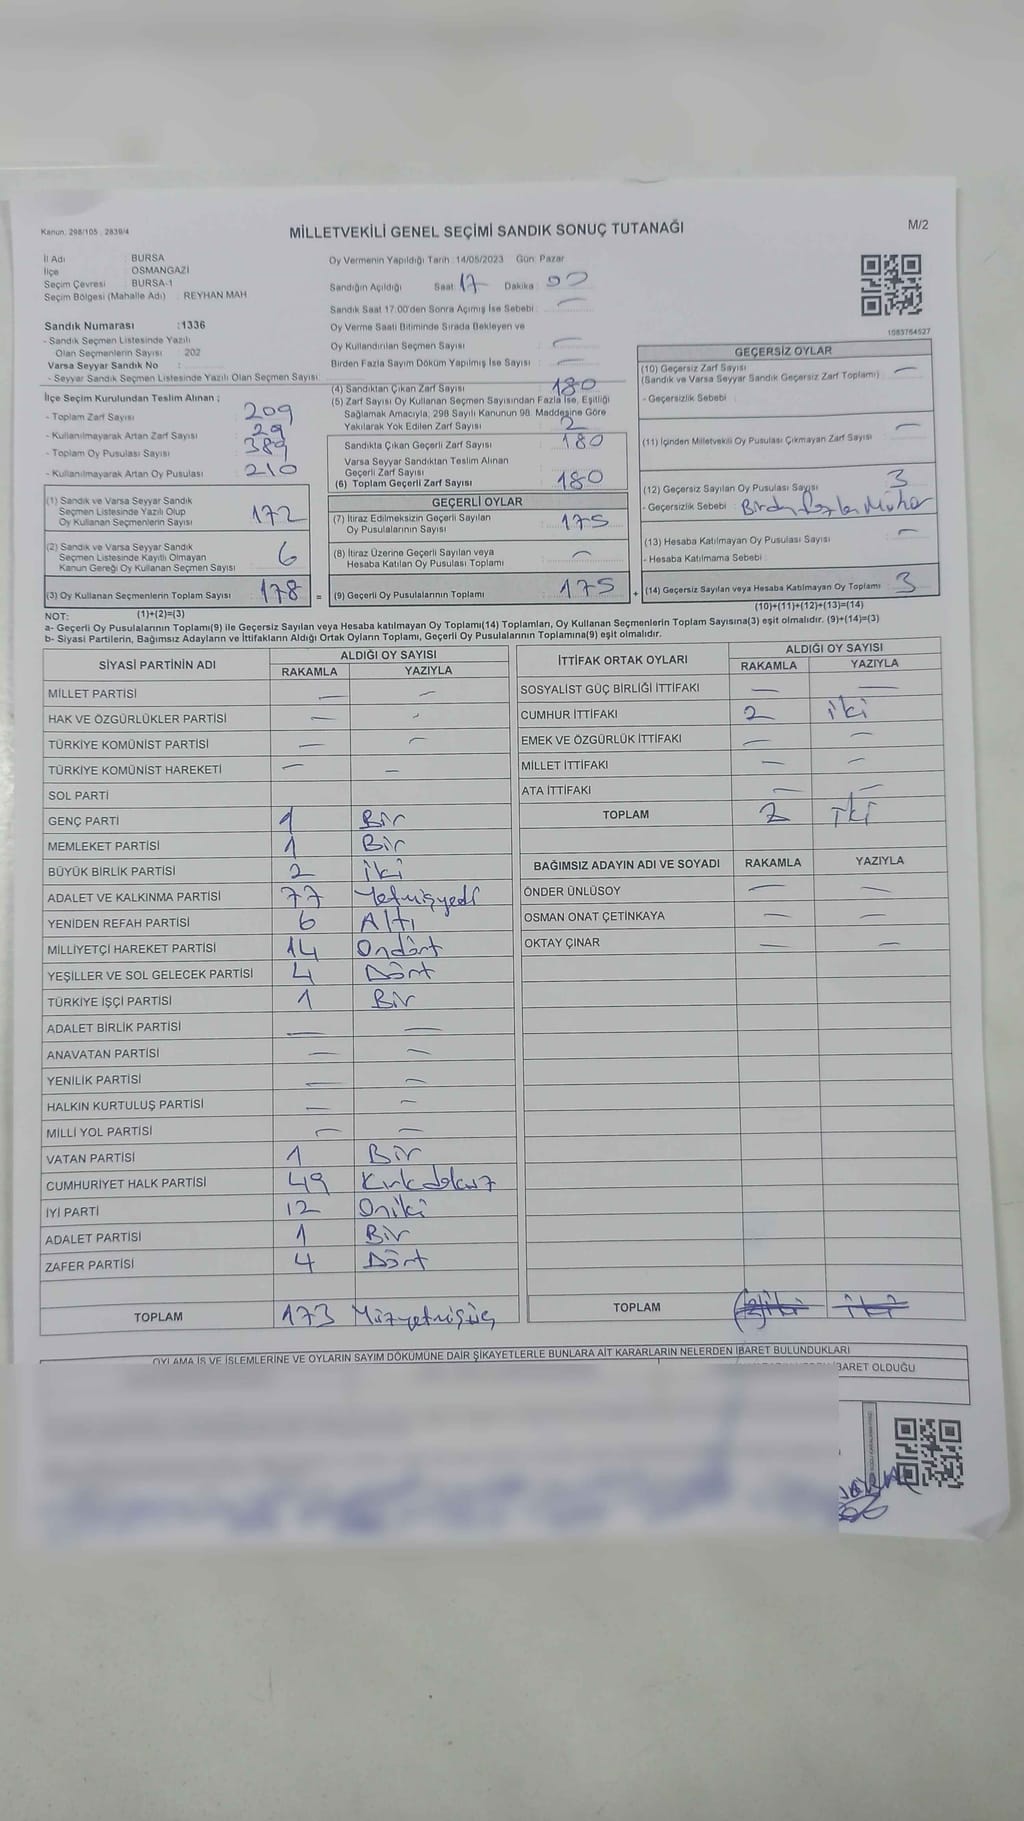 Kanun: 298/105 2839/4
MİLLETVEKİLİ GENEL SEÇİMİ SANDIK SONUÇ TUTANAĞI
M/2
İl Adı : BURSA
İlçe OSMANGAZİ
Seçim Çevresi : BURSA-1
Seçim Bölgesi (Mahalle Adı) : REYHAN MAH
Sandık Numarası :1336
- Sandık Seçmen Listesinde Yazılı
Olan Seçmenlerin Sayısı : 202
Varsa Seyyar Sandık No :
- Seyyar Sandık Seçmen Listesinde Yazılı Olan Seçmen Sayısı:
İlçe Seçim Kurulundan Teslim Alınan ;
- Toplam Zarf Sayısı : 209
- Kullanılmayarak Artan Zarf Sayısı : 29
- Toplam Oy Pusulası Sayısı : 389
- Kullanılmayarak Artan Oy Pusulası : 210
(1) Sandık ve Varsa Seyyar Sandık
Seçmen Listesinde Yazılı Olup
Oy Kullanan Seçmenlerin Sayısı 172
(2) Sandık ve Varsa Seyyar Sandık
Seçmen Listesinde Kayıtlı Olmayan
Kanun Gereği Oy Kullanan Seçmen Sayısı 6
(3) Oy Kullanan Seçmenlerin Toplam Sayısı 178 =
(1)+(2)=(3)
Oy Vermenin Yapıldığı Tarih :14/05/2023 Gün: Pazar
Sandığın Açıldığı Saat: 17 Dakika: 00
Sandık Saat 17:00'den Sonra Açımış İse Sebebi : —
Oy Verme Saati Bitiminde Sırada Bekleyen ve
Oy Kullandırılan Seçmen Sayısı : —
Birden Fazla Sayım Döküm Yapılmış İse Sayısı : —
(4) Sandıktan Çıkan Zarf Sayısı : 180
(5) Zarf Sayısı Oy Kullanan Seçmen Sayısından Fazla İse, Eşitliği
Sağlamak Amacıyla; 298 Sayılı Kanunun 98. Maddesine Göre
Yakılarak Yok Edilen Zarf Sayısı : 2
Sandıkta Çıkan Geçerli Zarf Sayısı : 180
Varsa Seyyar Sandıktan Teslim Alınan
Geçerli Zarf Sayısı
(6) Toplam Geçerli Zarf Sayısı : 180
GEÇERLİ OYLAR
(7) İtiraz Edilmeksizin Geçerli Sayılan
Oy Pusulalarının Sayısı : 175
(8) İtiraz Üzerine Geçerli Sayılan veya
Hesaba Katılan Oy Pusulası Toplamı : —
(9) Geçerli Oy Pusulalarının Toplamı : 175 +
1083764527
GEÇERSİZ OYLAR
(10) Geçersiz Zarf Sayısı : —
(Sandık ve Varsa Seyyar Sandık Geçersiz Zarf Toplamı)
- Geçersizlik Sebebi :
(11) İçinden Milletvekili Oy Pusulası Çıkmayan Zarf Sayısı : —
(12) Geçersiz Sayılan Oy Pusulası Sayısı : 3
- Geçersizlik Sebebi : Birden fazla Mühür
(13) Hesaba Katılmayan Oy Pusulası Sayısı : —
- Hesaba Katılmama Sebebi :
(14) Geçersiz Sayılan veya Hesaba Katılmayan Oy Toplamı : 3
(10)+(11)+(12)+(13)=(14)
NOT:
a- Geçerli Oy Pusulalarının Toplamı(9) ile Geçersiz Sayılan veya Hesaba katılmayan Oy Toplamı(14) Toplamları, Oy Kullanan Seçmenlerin Toplam Sayısına(3) eşit olmalıdır. (9)+(14)=(3)
b- Siyasi Partilerin, Bağımsız Adayların ve İttifakların Aldığı Ortak Oyların Toplamı, Geçerli Oy Pusulalarının Toplamına(9) eşit olmalıdır.
SİYASİ PARTİNİN ADI ALDIĞI OY SAYISI
RAKAMLA YAZIYLA
MİLLET PARTİSİ — —
HAK VE ÖZGÜRLÜKLER PARTİSİ — —
TÜRKİYE KOMÜNİST PARTİSİ — —
TÜRKİYE KOMÜNİST HAREKETİ — —
SOL PARTİ
GENÇ PARTİ 1 Bir
MEMLEKET PARTİSİ 1 Bir
BÜYÜK BİRLİK PARTİSİ 2 iki
ADALET VE KALKINMA PARTİSİ 77 Yetmişyedi
YENİDEN REFAH PARTİSİ 6 Altı
MİLLİYETÇİ HAREKET PARTİSİ 14 Ondört
YEŞİLLER VE SOL GELECEK PARTİSİ 4 Dört
TÜRKİYE İŞÇİ PARTİSİ 1 Bir
ADALET BİRLİK PARTİSİ — —
ANAVATAN PARTİSİ — —
YENİLİK PARTİSİ — —
HALKIN KURTULUŞ PARTİSİ — —
MİLLİ YOL PARTİSİ — —
VATAN PARTİSİ 1 Bir
CUMHURİYET HALK PARTİSİ 49 Kırkdokuz
İYİ PARTİ 12 Oniki
ADALET PARTİSİ 1 Bir
ZAFER PARTİSİ 4 Dört
TOPLAM 173 Yüzyetmişüç
İTTİFAK ORTAK OYLARI ALDIĞI OY SAYISI
RAKAMLA YAZIYLA
SOSYALİST GÜÇ BİRLİĞİ İTTİFAKI — —
CUMHUR İTTİFAKI 2 iki
EMEK VE ÖZGÜRLÜK İTTİFAKI — —
MİLLET İTTİFAKI — —
ATA İTTİFAKI — —
TOPLAM 2 iki
BAĞIMSIZ ADAYIN ADI VE SOYADI RAKAMLA YAZIYLA
ÖNDER ÜNLÜSOY — —
OSMAN ONAT ÇETİNKAYA — —
OKTAY ÇINAR — —
TOPLAM
OYLAMA İŞ VE İŞLEMLERİNE VE OYLARIN SAYIM DÖKÜMÜNE DAİR ŞİKAYETLERLE BUNLARA AİT KARARLARIN NELERDEN İBARET BULUNDUKLARI
İBARET OLDUĞU